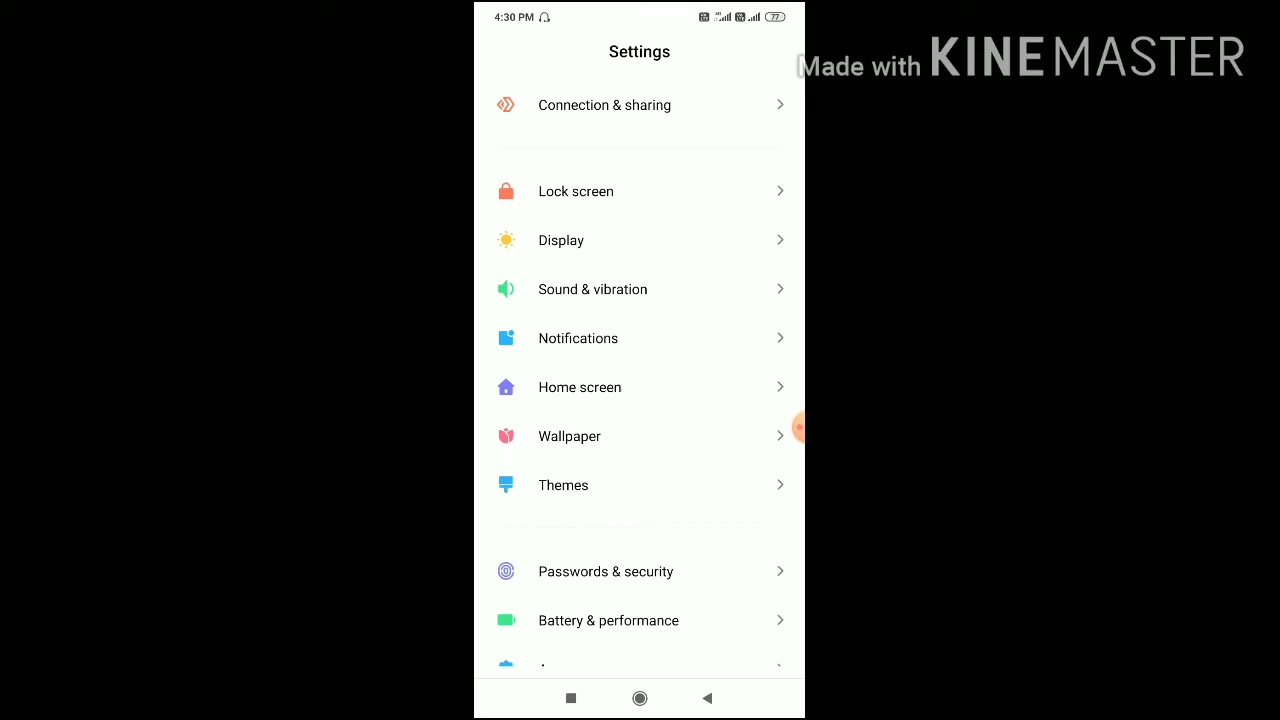 4:30 PM
77
Settings
Made with KINEMASTER
Connection & sharing
Lock screen
Display
Sound & vibration
Notifications
Home screen
Wallpaper
Themes
Passwords & security
Battery & performance